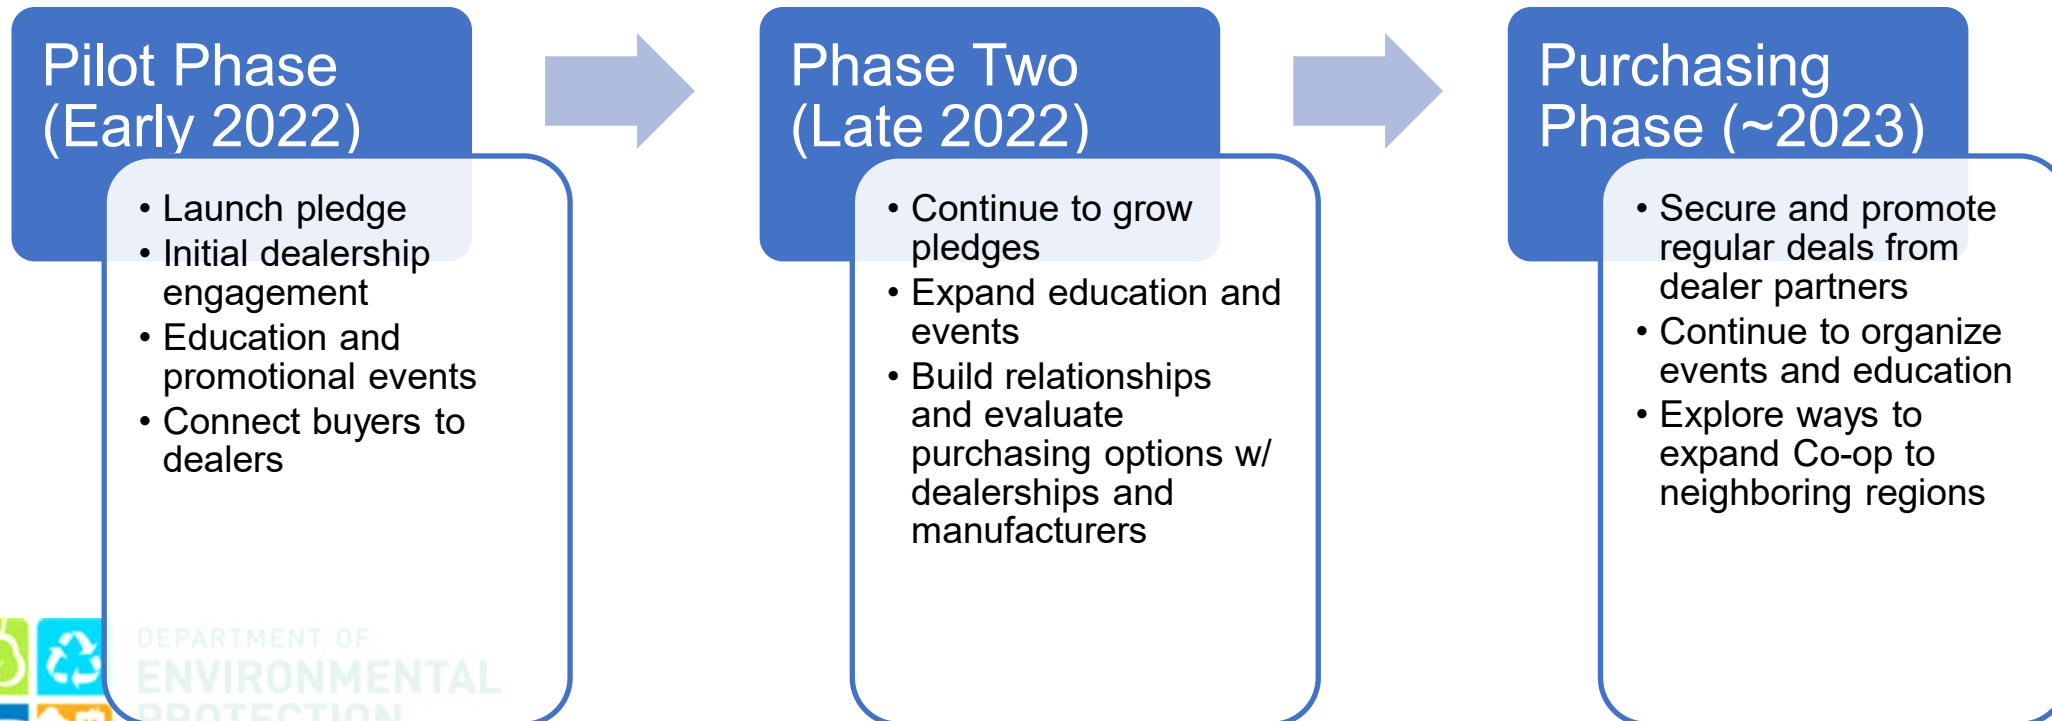 Pilot Phase
(Early 2022)
• Launch pledge
• Initial dealership
engagement
• Education and
promotional events
• Connect buyers to
dealers
Phase Two
(Late 2022)
• Continue to grow
pledges
• Expand education and
events
• Build relationships
and evaluate
purchasing options w/
dealerships and
manufacturers
Purchasing
Phase (~2023)
• Secure and promote
regular deals from
dealer partners
• Continue to organize
events and education
• Explore ways to
expand Co-op to
neighboring regions
DEPARTMENT OF
ENVIRONMENTAL
PROTECTION